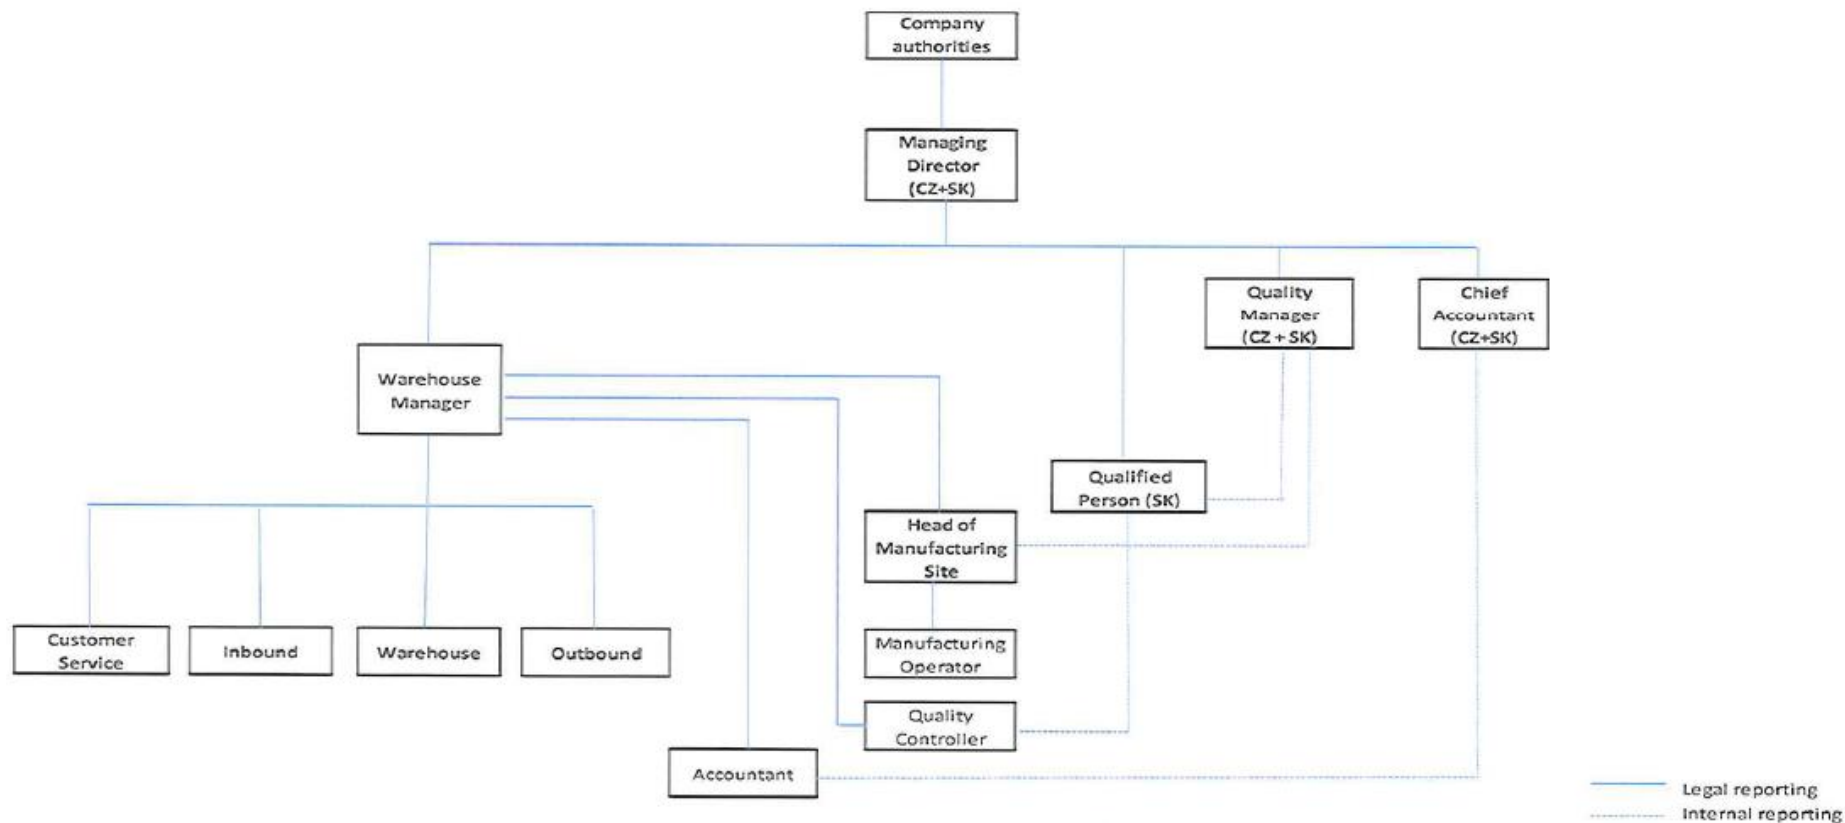 Company
authorities
Managing
Director
(CZ+SK)
Quality
Manager
(CZ + SK)
Chief
Accountant
(CZ+SK)
Warehouse
Manager
Qualified
Person (SK)
Head of
Manufacturing
Site
Customer
Service
Inbound
Warehouse
Outbound
Manufacturing
Operator
Quality
Controller
Accountant
Legal reporting
Internal reporting